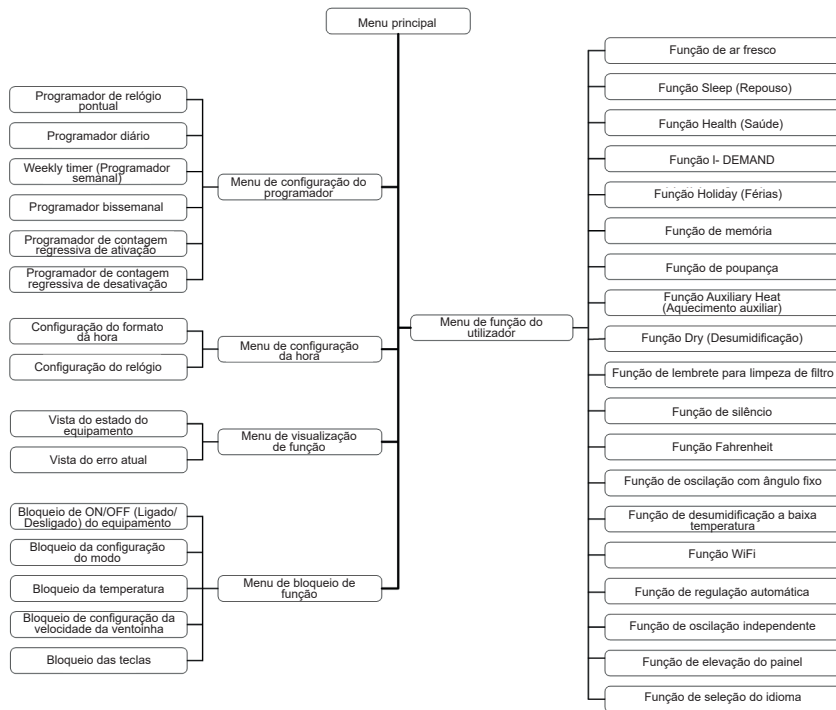 Menu principal
Programador de relógio
pontual
Programador diário
Weekly timer (Programador
semanal)
Programador bissemanal
Programador de contagem
regressiva de ativação
Programador de contagem
regressiva de desativação
Menu de configuração do
programador
Configuração do formato
da hora
Configuração do relógio
Menu de configuração
da hora
Vista do estado do
equipamento
Vista do erro atual
Menu de visualização
de função
Bloqueio de ON/OFF (Ligado/
Desligado) do equipamento
Bloqueio da configuração
do modo
Bloqueio da temperatura
Bloqueio de configuração da
velocidade da ventoinha
Bloqueio das teclas
Menu de bloqueio de
função
Menu de função do
utilizador
Função de ar fresco
Função Sleep (Repouso)
Função Health (Saúde)
Função I- DEMAND
Função Holiday (Férias)
Função de memória
Função de poupança
Função Auxiliary Heat
(Aquecimento auxiliar)
Função Dry (Desumidificação)
Função de lembrete para limpeza de filtro
Função de silêncio
Função Fahrenheit
Função de oscilação com ângulo fixo
Função de desumidificação a baixa
temperatura
Função WiFi
Função de regulação automática
Função de oscilação independente
Função de elevação do painel
Função de seleção do idioma